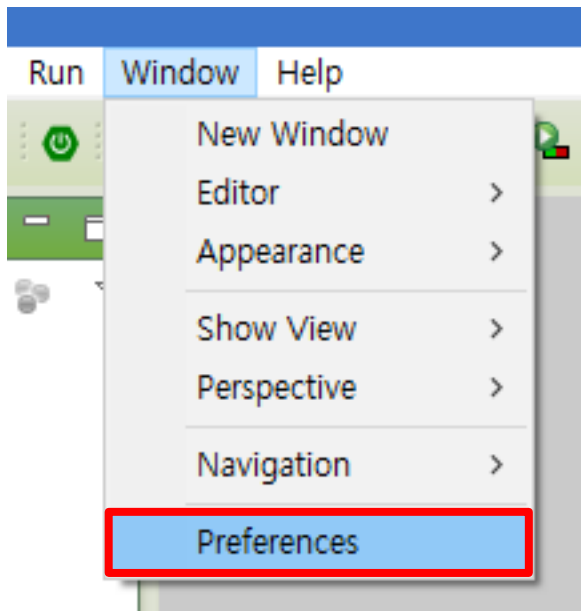 Run Window Help
New Window
Editor
Appearance
Show View
Perspective
Navigation
Preferences